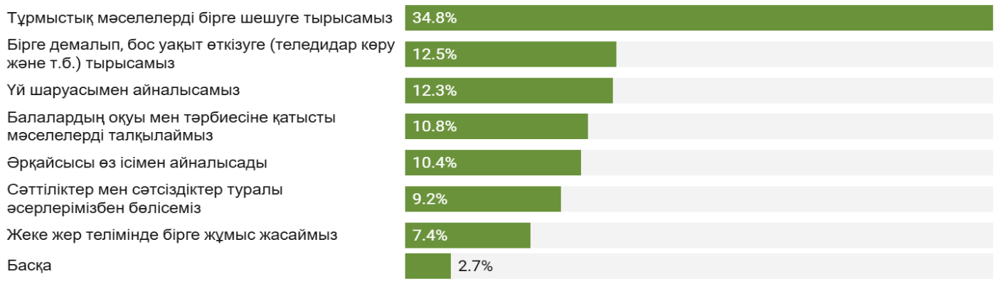 Тұрмыстық мәселелерді бірге шешуге тырысамыз 34.8%
Бірге демалып, бос уақыт өткізуге (теледидар көру
және т.б.) тырысамыз 12.5%
Үй шаруасымен айналысамыз 12.3%
Балалардың оқуы мен тәрбиесіне қатысты
мәселелерді талқылаймыз 10.8%
Әрқайсысы өз ісімен айналысады 10.4%
Сәттіліктер мен сәтсіздіктер туралы
әсерлерімізбен бөлісеміз 9.2%
Жеке жер телімінде бірге жұмыс жасаймыз 7.4%
Басқа 2.7%